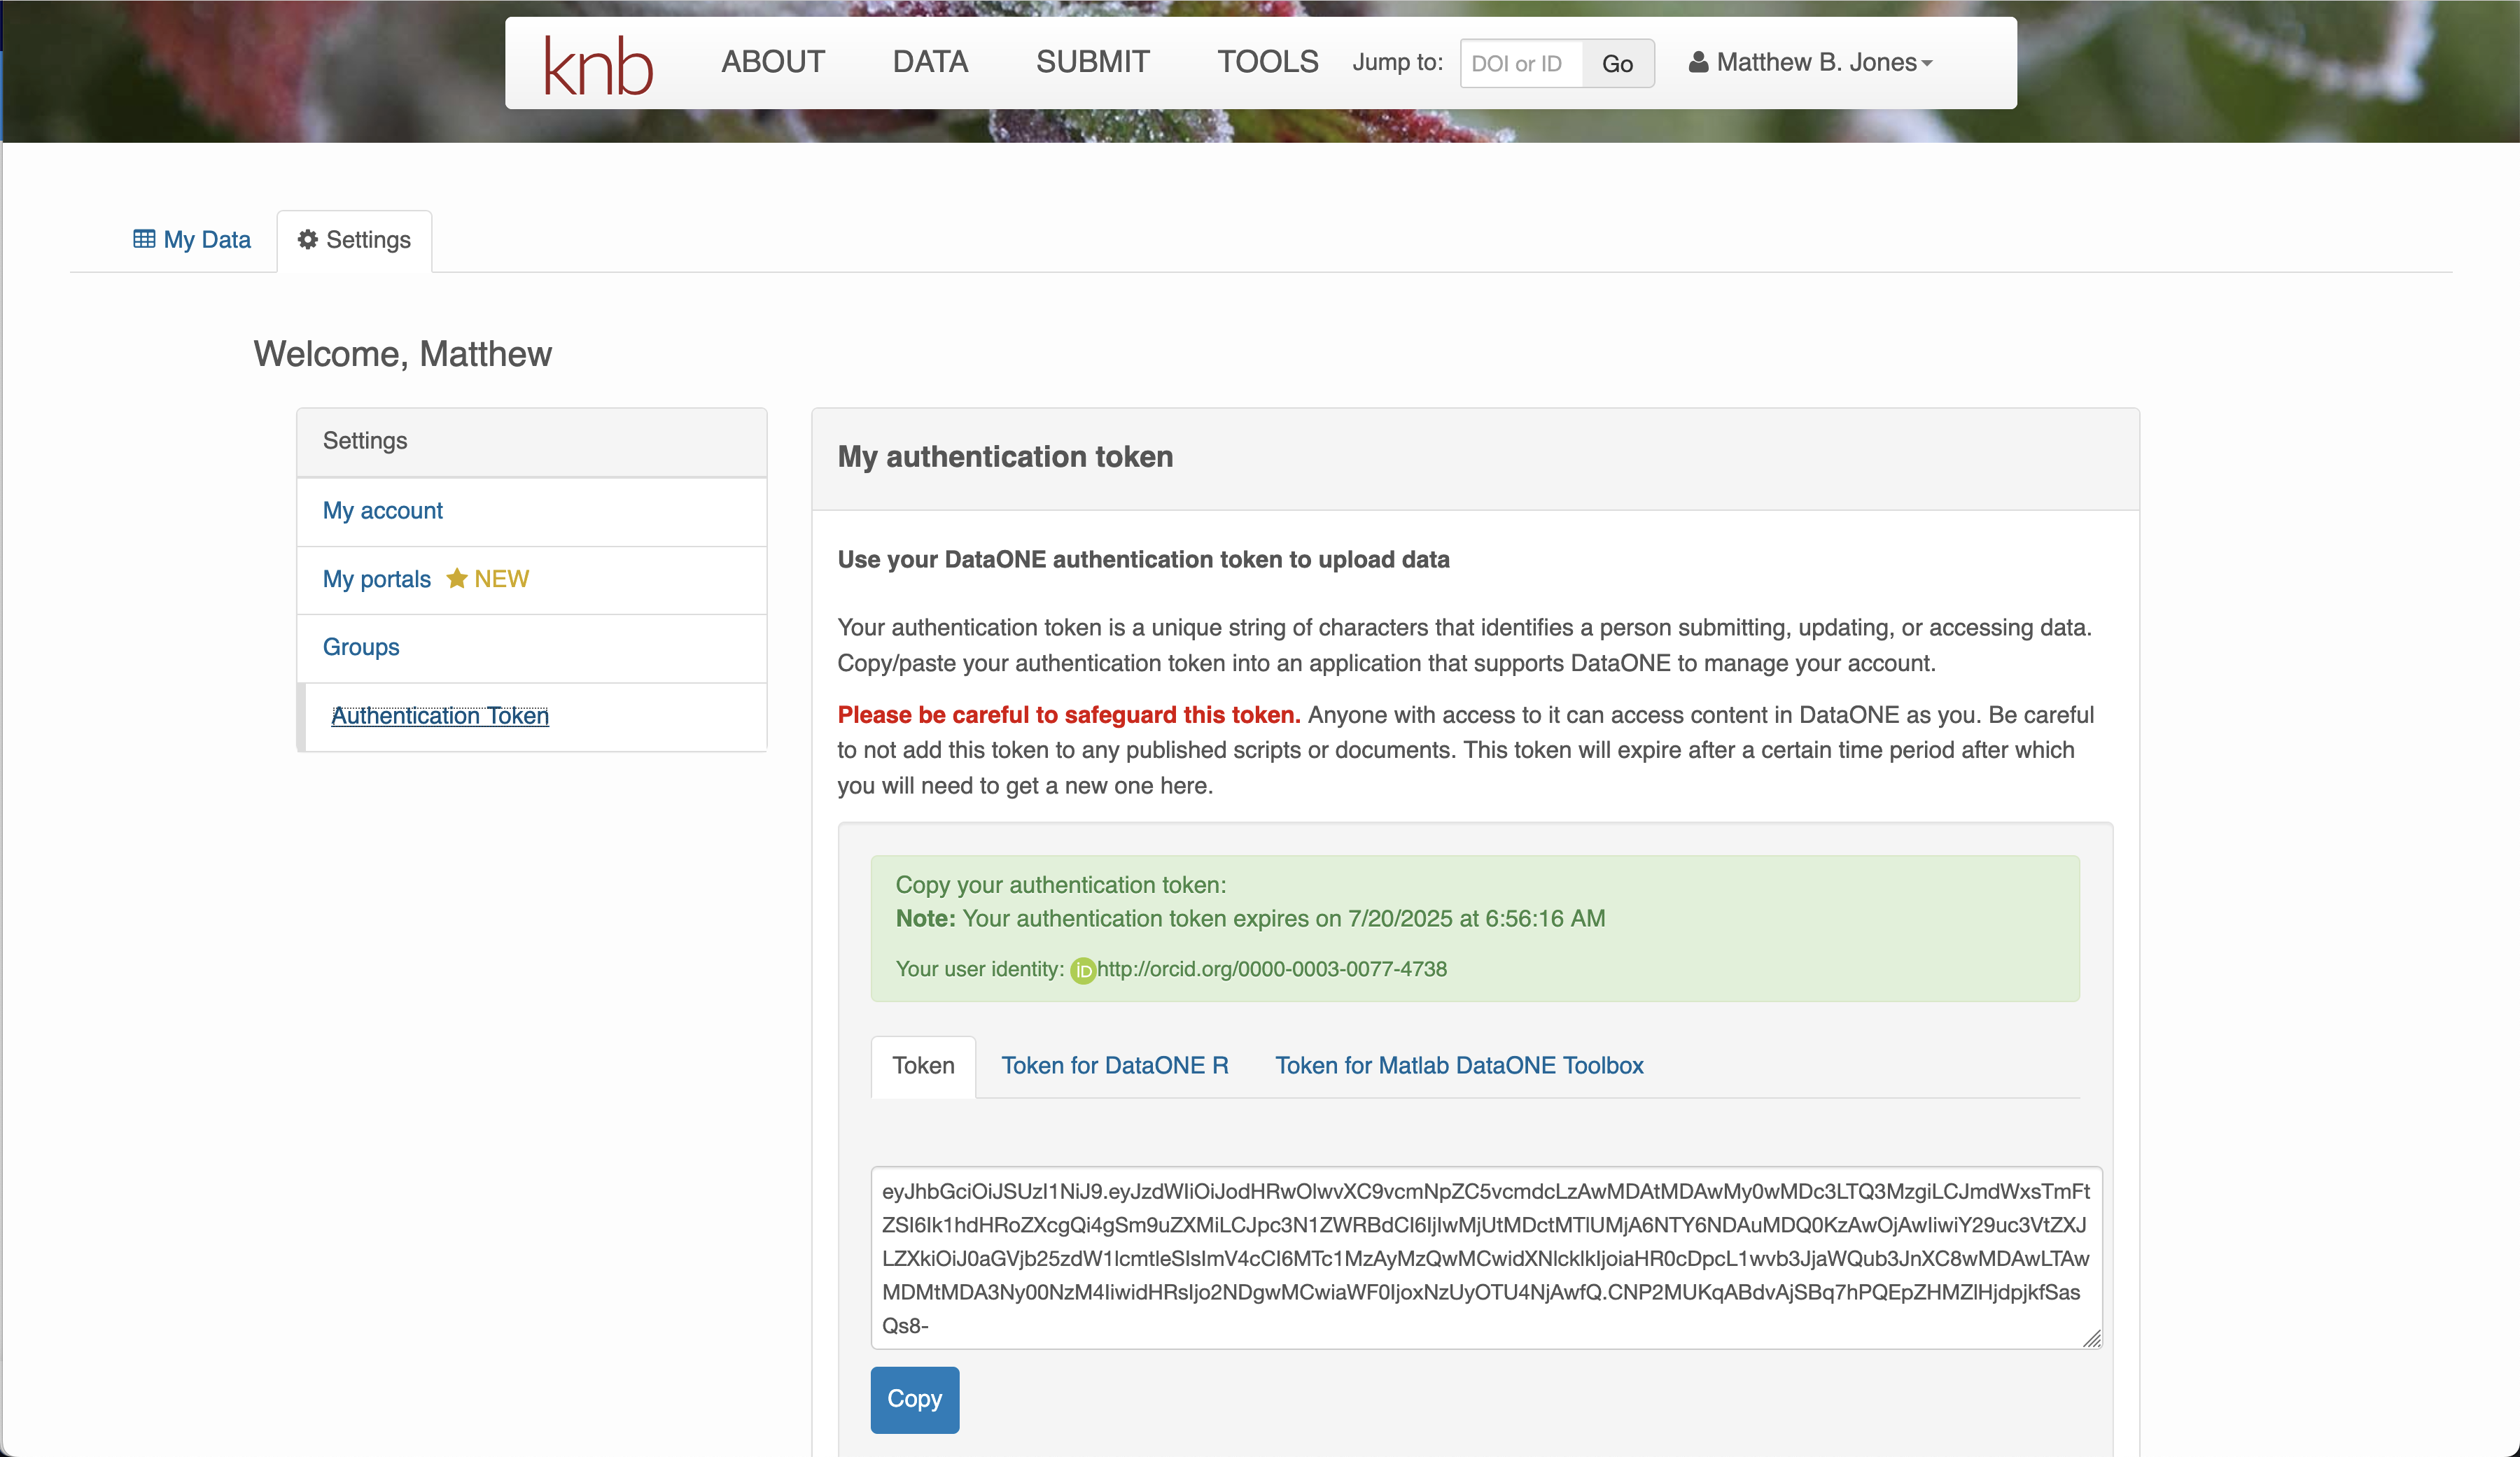 knb ABOUT DATA SUBMIT TOOLS Jump to: DOI or ID Go Matthew B. Jones
My Data Settings
Welcome, Matthew
Settings
My account
My portals NEW
Groups
Authentication Token
My authentication token
Use your DataONE authentication token to upload data
Your authentication token is a unique string of characters that identifies a person submitting, updating, or accessing data.
Copy/paste your authentication token into an application that supports DataONE to manage your account.
Please be careful to safeguard this token. Anyone with access to it can access content in DataONE as you. Be careful
to not add this token to any published scripts or documents. This token will expire after a certain time period after which
you will need to get a new one here.
Copy your authentication token:
Note: Your authentication token expires on 7/20/2025 at 6:56:16 AM
Your user identity: iD http://orcid.org/0000-0003-0077-4738
Token Token for DataONE R Token for Matlab DataONE Toolbox
eyJhbGciOiJSUzI1NiJ9.eyJzdWIiOiJodHRwOlwvXC9vcmNpZC5vcmdcLzAwMDAtMDAwMy0wMDc3LTQ3MzgiLCJmdWxsTmFt
ZSI6Ik1hdHRoZXcgQi4gSm9uZXMiLCJpc3N1ZWRBdCI6IjIwMjUtMDctMTlUMjA6NTY6NDAuMDQ0KzAwOjAwIiwiY29uc3VtZXJ
LZXkiOiJ0aGVjb25zdW1lcmtleSIsImV4cCI6MTc1MzAyMzQwMCwidXNlcklkIjoiaHR0cDpcL1wvb3JjaWQub3JnXC8wMDAwLTAw
MDMtMDA3Ny00NzM4IiwidHRsIjo2NDgwMCwiaWF0IjoxNzUyOTU4NjAwfQ.CNP2MUKqABdvAjSBq7hPQEpZHMZlHjdpjkfSas
Qs8-
Copy